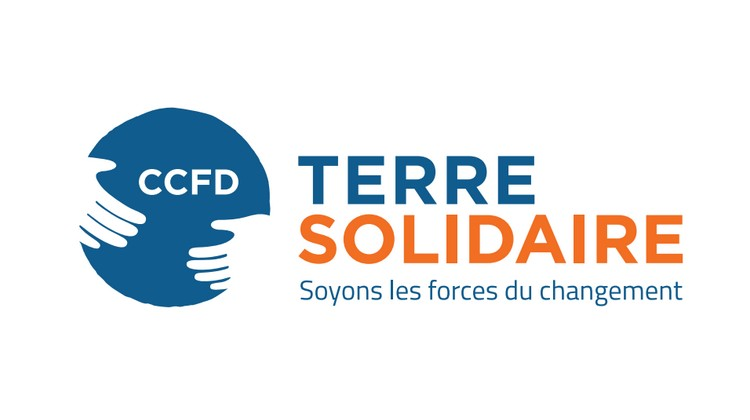 CCFD
TERRE
SOLIDAIRE
Soyons les forces du changement